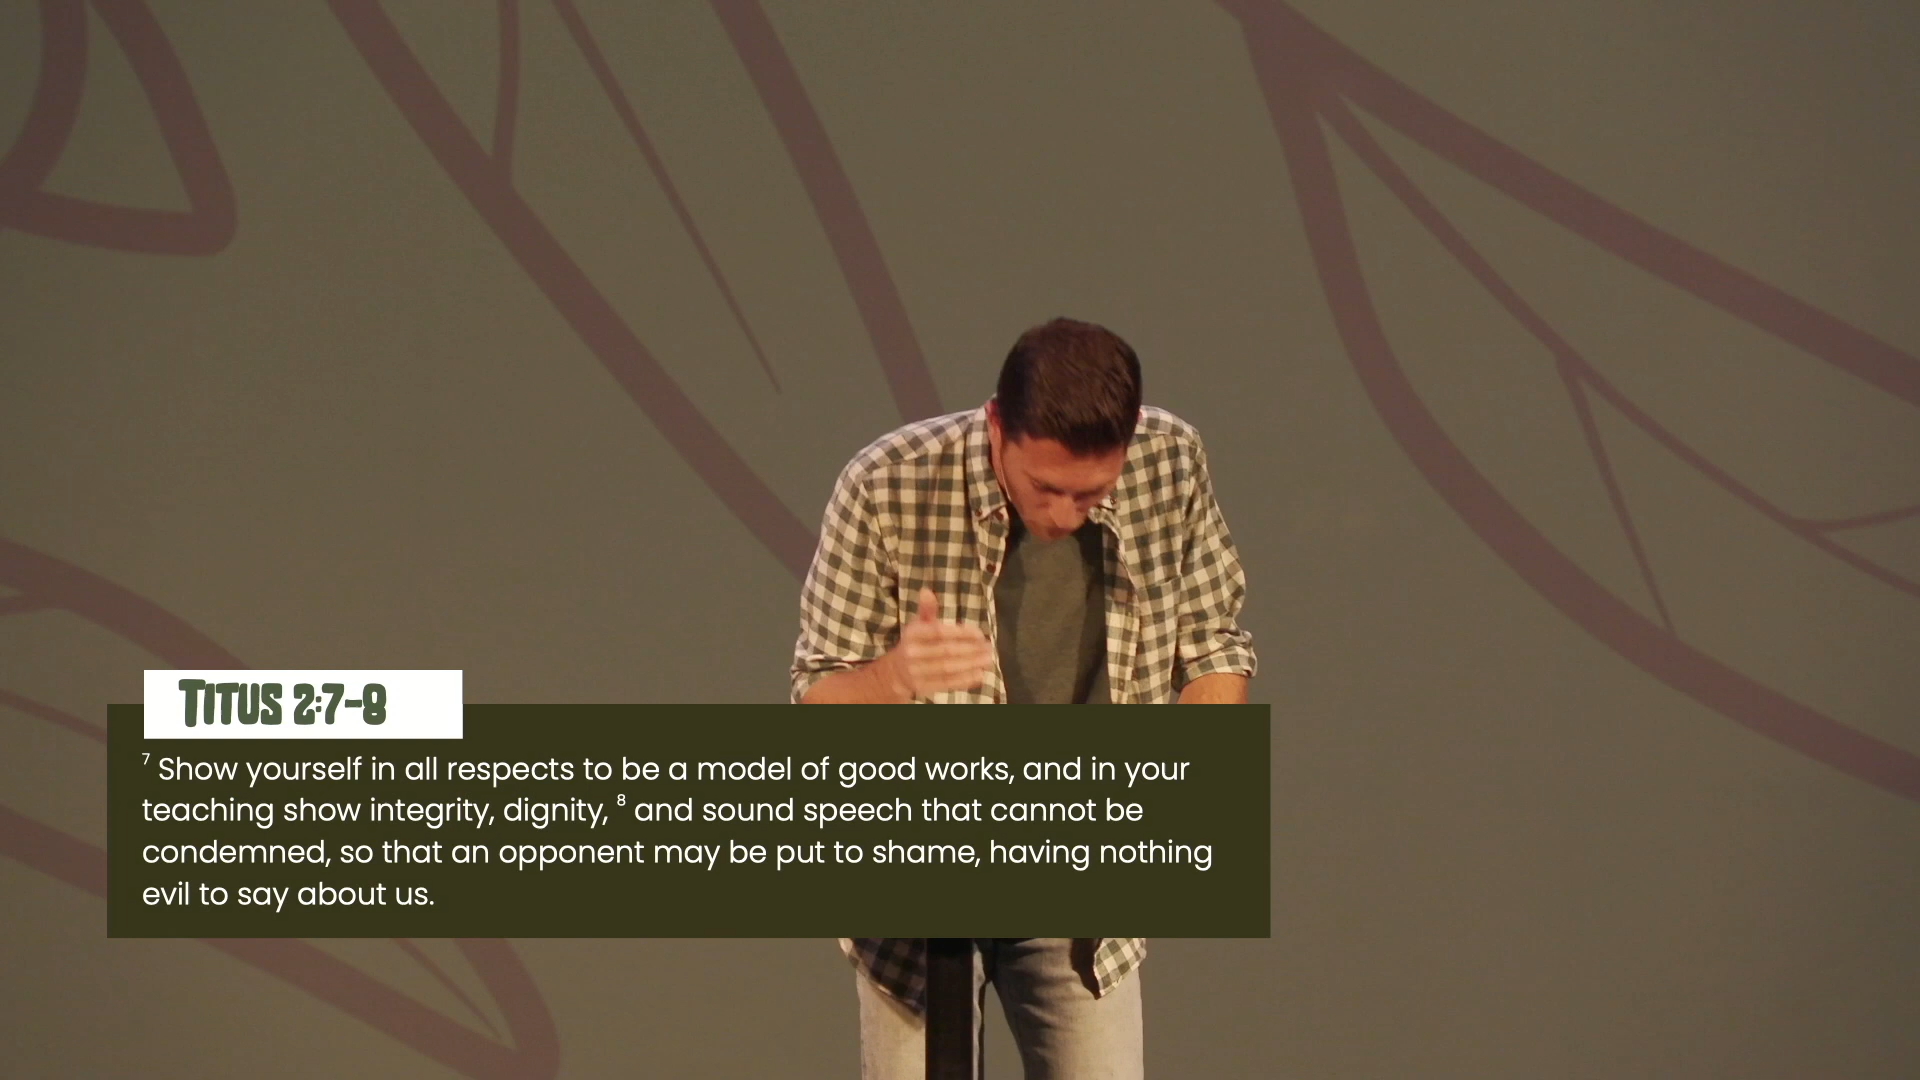 TITUS 2:7-8
⁷ Show yourself in all respects to be a model of good works, and in your
teaching show integrity, dignity, ⁸ and sound speech that cannot be
condemned, so that an opponent may be put to shame, having nothing
evil to say about us.